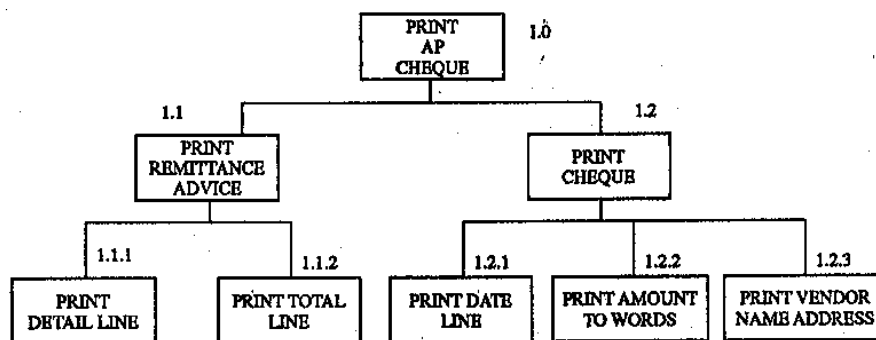 PRINT
AP
CHEQUE
1.0
1.1
PRINT
REMITTANCE
ADVICE
1.2
PRINT
CHEQUE
1.1.1
PRINT
DETAIL LINE
1.1.2
PRINT TOTAL
LINE
1.2.1
PRINT DATE
LINE
1.2.2
PRINT AMOUNT
TO WORDS
1.2.3
PRINT VENDOR
NAME ADDRESS